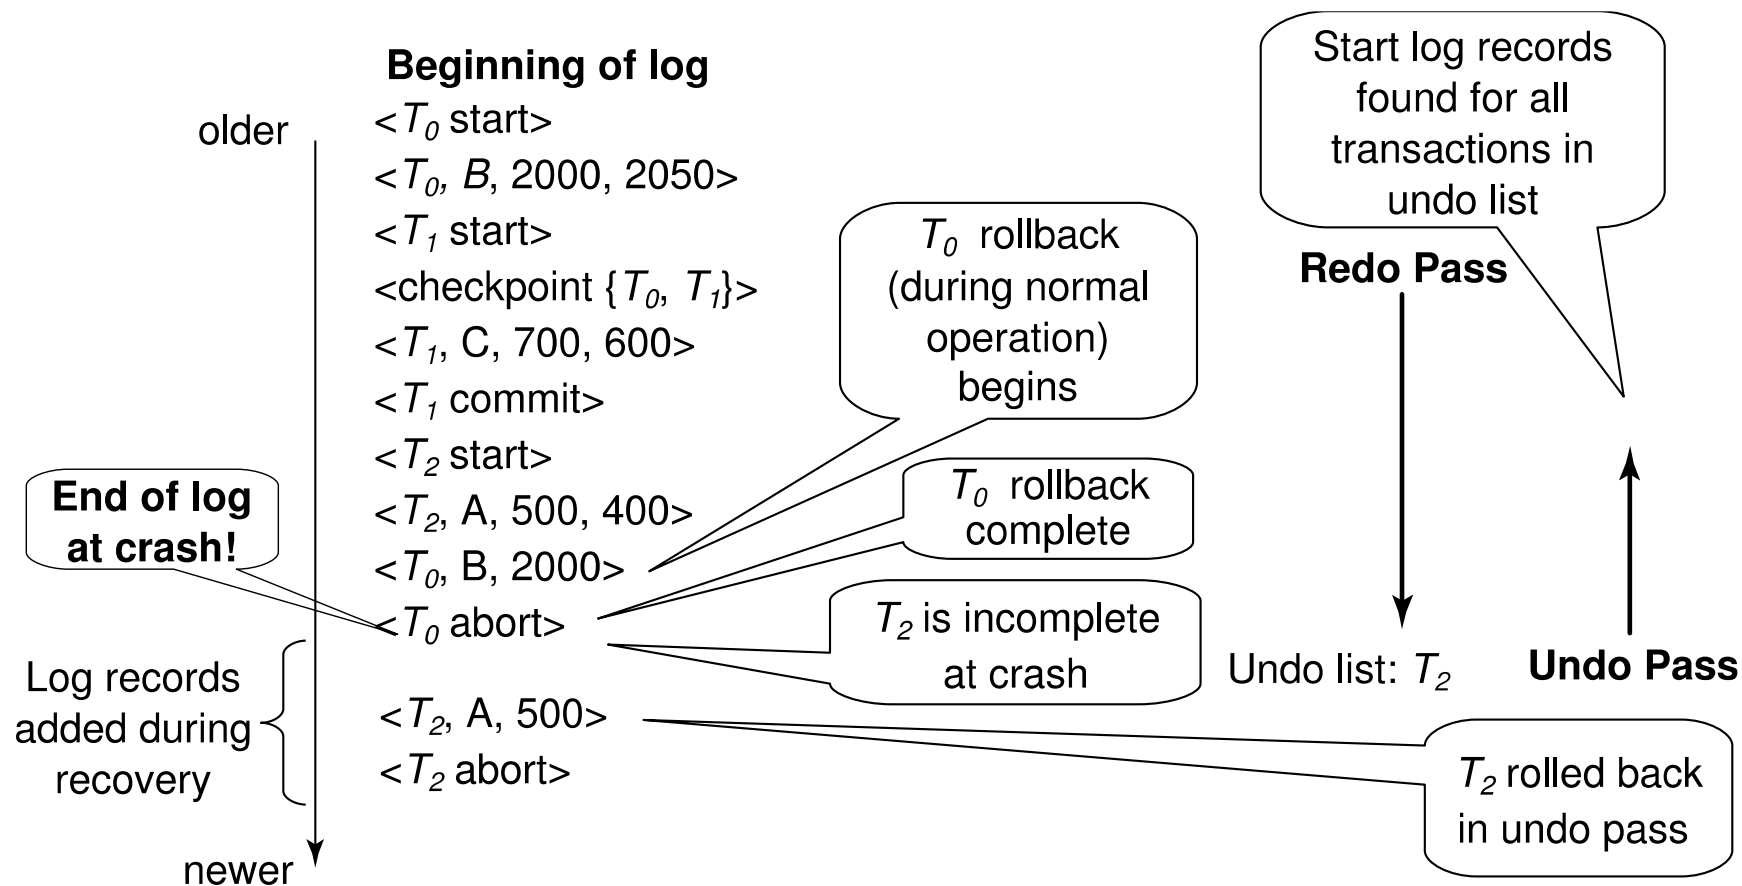 Beginning of log
older
<T0 start>
<T0, B, 2000, 2050>
<T1 start>
<checkpoint {T0, T1}>
<T1, C, 700, 600>
<T1 commit>
<T2 start>
<T2, A, 500, 400>
<T0, B, 2000>
<T0 abort>
<T2, A, 500>
<T2 abort>
newer
End of log
at crash!
Log records
added during
recovery
T0 rollback
(during normal
operation)
begins
T0 rollback
complete
T2 is incomplete
at crash
Start log records
found for all
transactions in
undo list
Redo Pass
Undo list: T2
Undo Pass
T2 rolled back
in undo pass